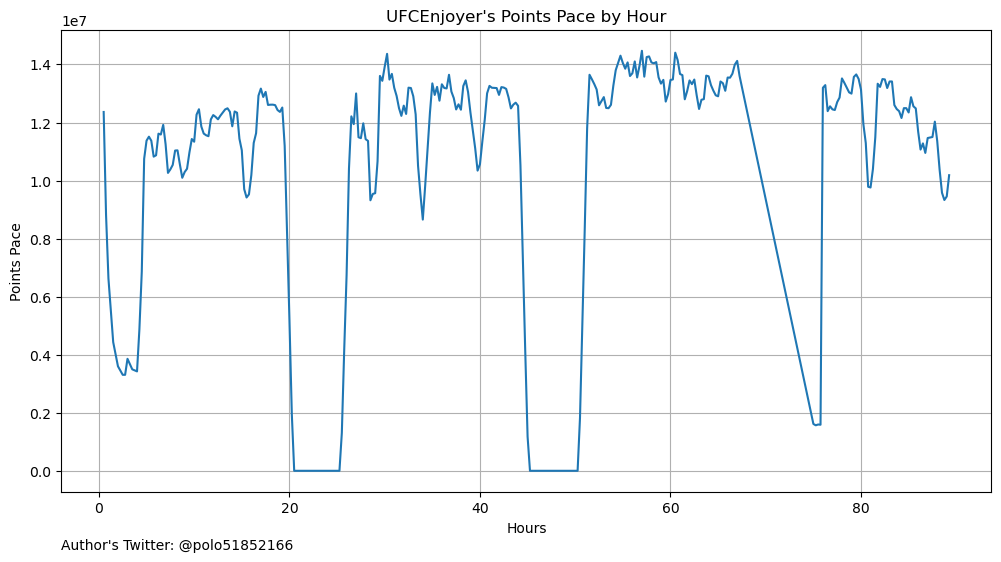 UFCEnjoyer's Points Pace by Hour
1e7
1.4
1.2
1.0
0.8
0.6
0.4
0.2
0.0
Points Pace
0 20 40 60 80
Hours
Author's Twitter: @polo51852166